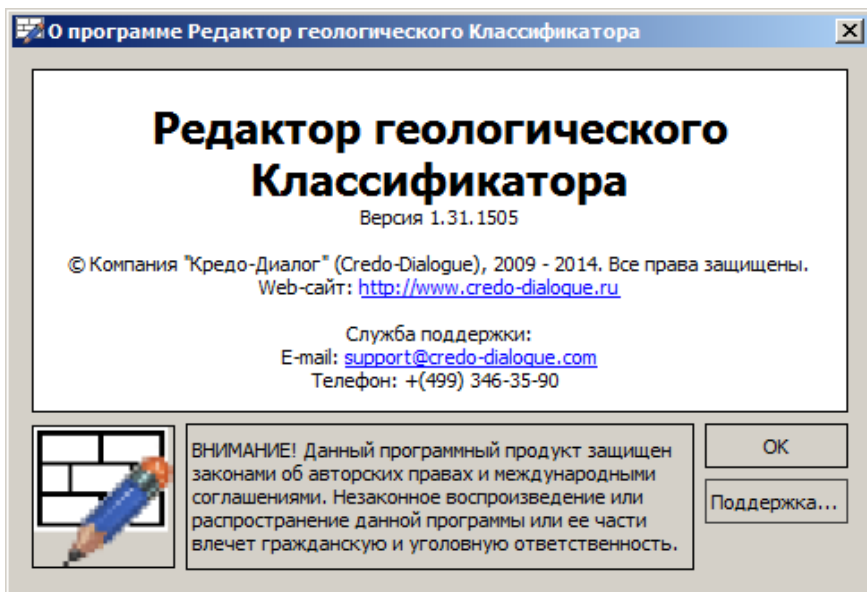 О программе Редактор геологического Классификатора
Редактор геологического
Классификатора
Версия 1.31.1505
© Компания "Кредо-Диалог" (Credo-Dialogue), 2009 - 2014. Все права защищены.
Web-сайт: http://www.credo-dialogue.ru
Служба поддержки:
E-mail: support@credo-dialogue.com
Телефон: +(499) 346-35-90
ВНИМАНИЕ! Данный программный продукт защищен
законами об авторских правах и международными
соглашениями. Незаконное воспроизведение или
распространение данной программы или ее части
влечет гражданскую и уголовную ответственность.
OK
Поддержка...